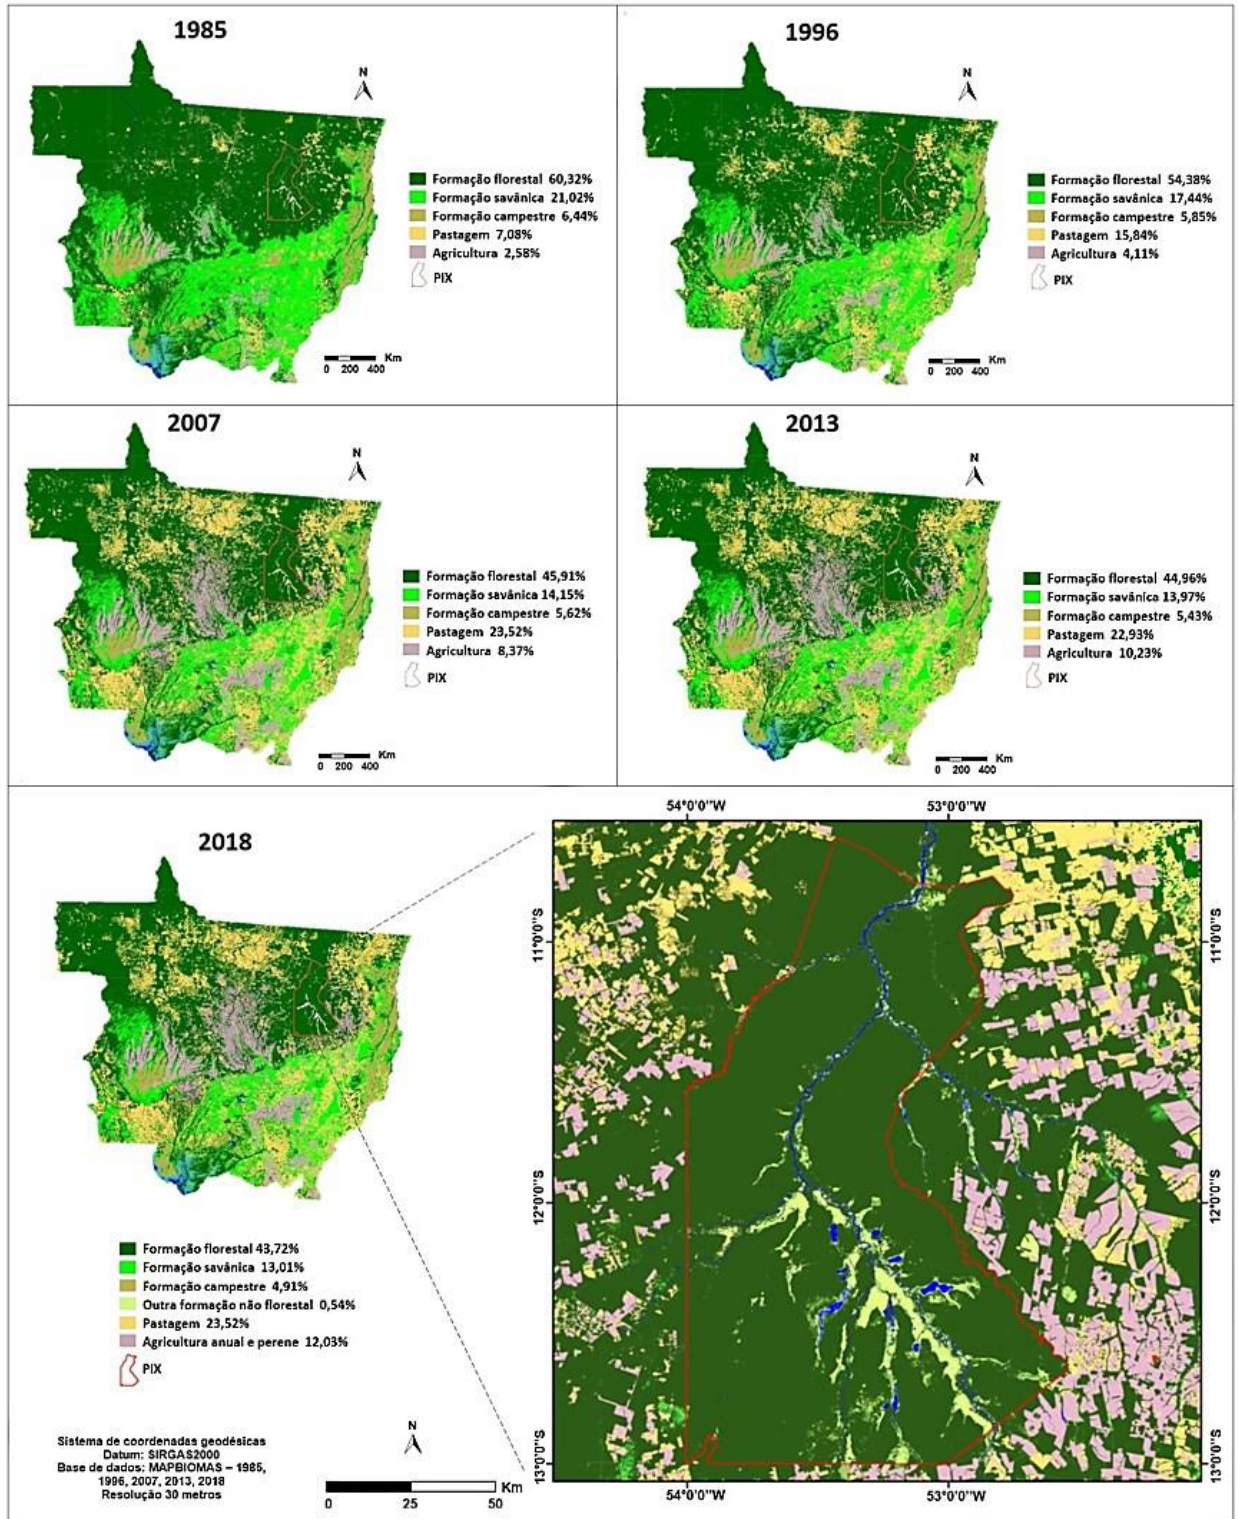 1985
N
Formação florestal 60,32%
Formação savânica 21,02%
Formação campestre 6,44%
Pastagem 7,08%
Agricultura 2,58%
PIX
Km
0 200 400
1996
N
Formação florestal 54,38%
Formação savânica 17,44%
Formação campestre 5,85%
Pastagem 15,84%
Agricultura 4,11%
PIX
Km
0 200 400
2007
N
Formação florestal 45,91%
Formação savânica 14,15%
Formação campestre 5,62%
Pastagem 23,52%
Agricultura 8,37%
PIX
Km
0 200 400
2013
N
Formação florestal 44,96%
Formação savânica 13,97%
Formação campestre 5,43%
Pastagem 22,93%
Agricultura 10,23%
PIX
Km
0 200 400
2018
Formação florestal 43,72%
Formação savânica 13,01%
Formação campestre 4,91%
Outra formação não florestal 0,54%
Pastagem 23,52%
Agricultura anual e perene 12,03%
PIX
Sistema de coordenadas geodésicas
Datum: SIRGAS2000
Base de dados: MAPBIOMAS – 1985,
1996, 2007, 2013, 2018
Resolução 30 metros
N
Km
0 25 50
54°0'0"W 53°0'0"W
11°0'0"S 11°0'0"S
12°0'0"S 12°0'0"S
13°0'0"S 13°0'0"S
54°0'0"W 53°0'0"W